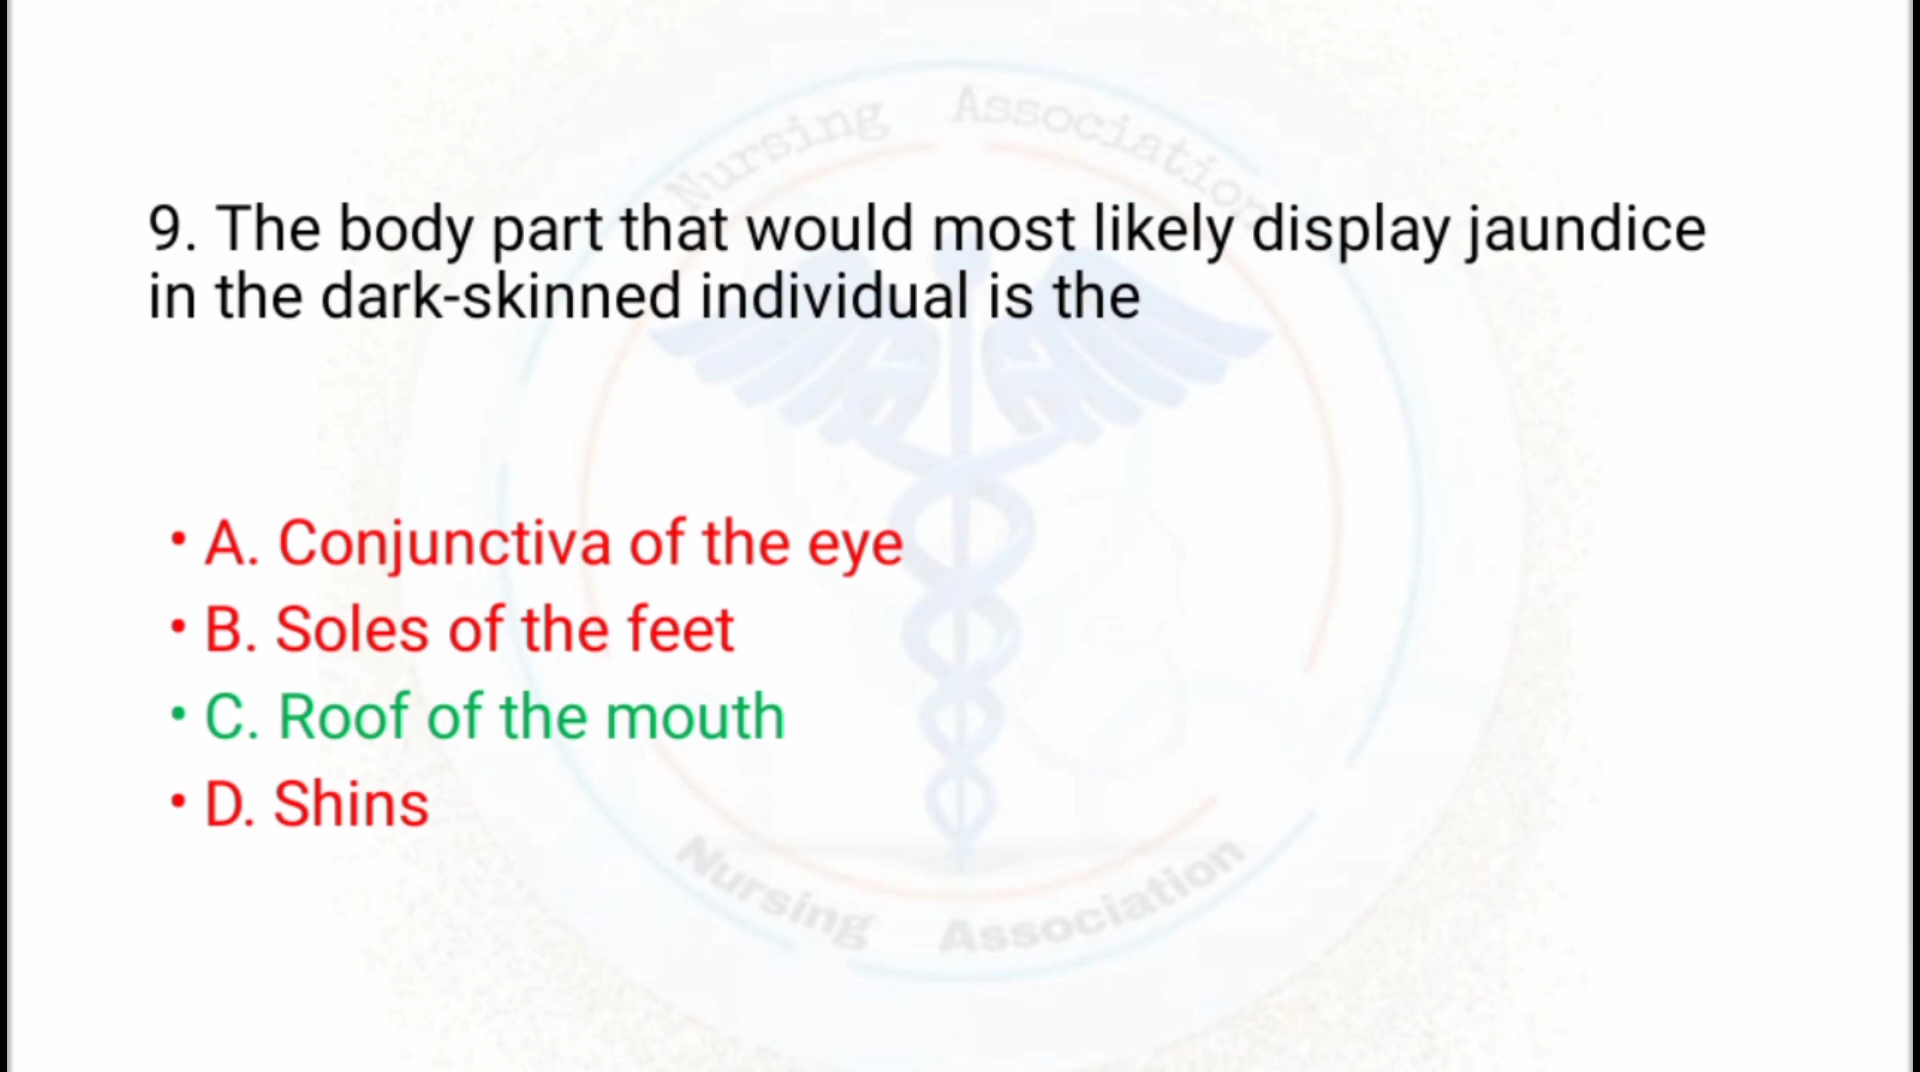 Nursing Association
9. The body part that would most likely display jaundice
in the dark-skinned individual is the
• A. Conjunctiva of the eye
• B. Soles of the feet
• C. Roof of the mouth
• D. Shins
Nursing Association